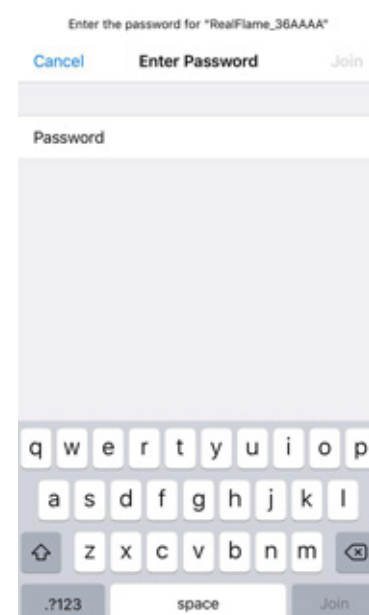 Enter the password for "RealFlame_36AAAA"
Cancel Enter Password Join
Password
q w e r t y u i o p
a s d f g h j k l
z x c v b n m
.?123 space Join